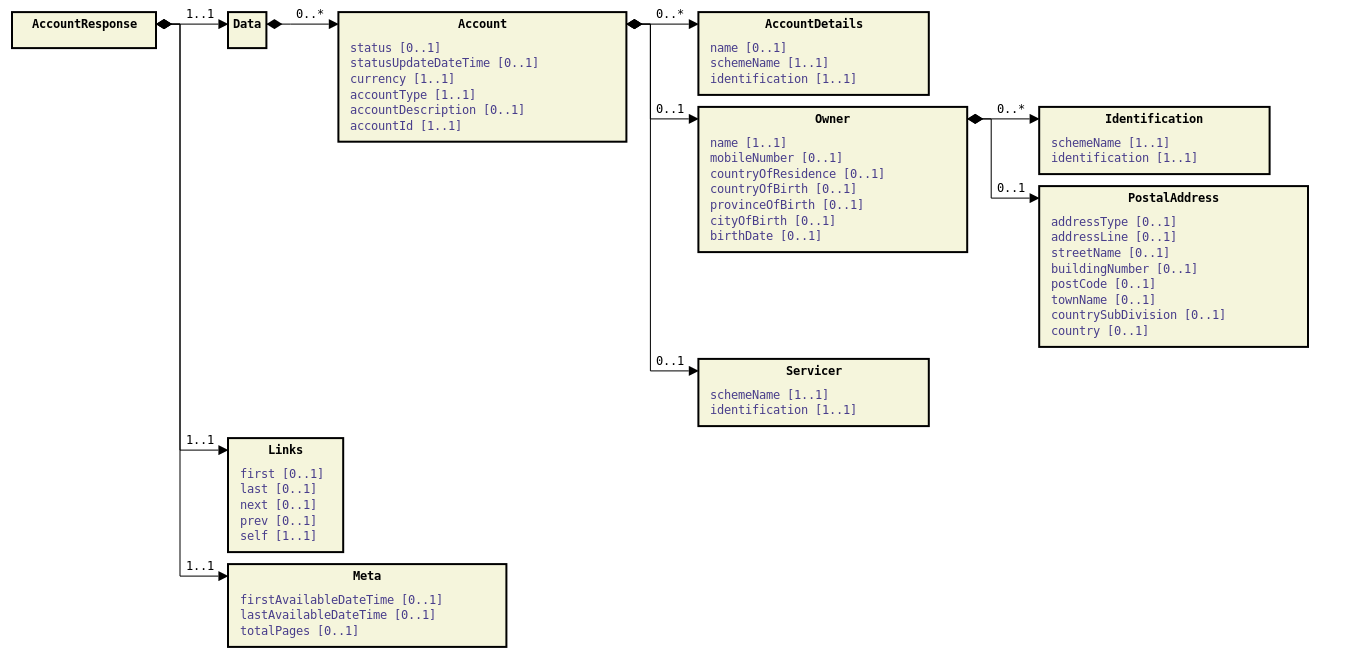 AccountResponse
1..1
Data
0..*
Account
status [0..1]
statusUpdateDateTime [0..1]
currency [1..1]
accountType [1..1]
accountDescription [0..1]
accountId [1..1]
0..*
AccountDetails
name [0..1]
schemeName [1..1]
identification [1..1]
0..1
Owner
name [1..1]
mobileNumber [0..1]
countryOfResidence [0..1]
countryOfBirth [0..1]
provinceOfBirth [0..1]
cityOfBirth [0..1]
birthDate [0..1]
0..*
Identification
schemeName [1..1]
identification [1..1]
0..1
PostalAddress
addressType [0..1]
addressLine [0..1]
streetName [0..1]
buildingNumber [0..1]
postCode [0..1]
townName [0..1]
countrySubDivision [0..1]
country [0..1]
0..1
Servicer
schemeName [1..1]
identification [1..1]
1..1
Links
first [0..1]
last [0..1]
next [0..1]
prev [0..1]
self [1..1]
1..1
Meta
firstAvailableDateTime [0..1]
lastAvailableDateTime [0..1]
totalPages [0..1]